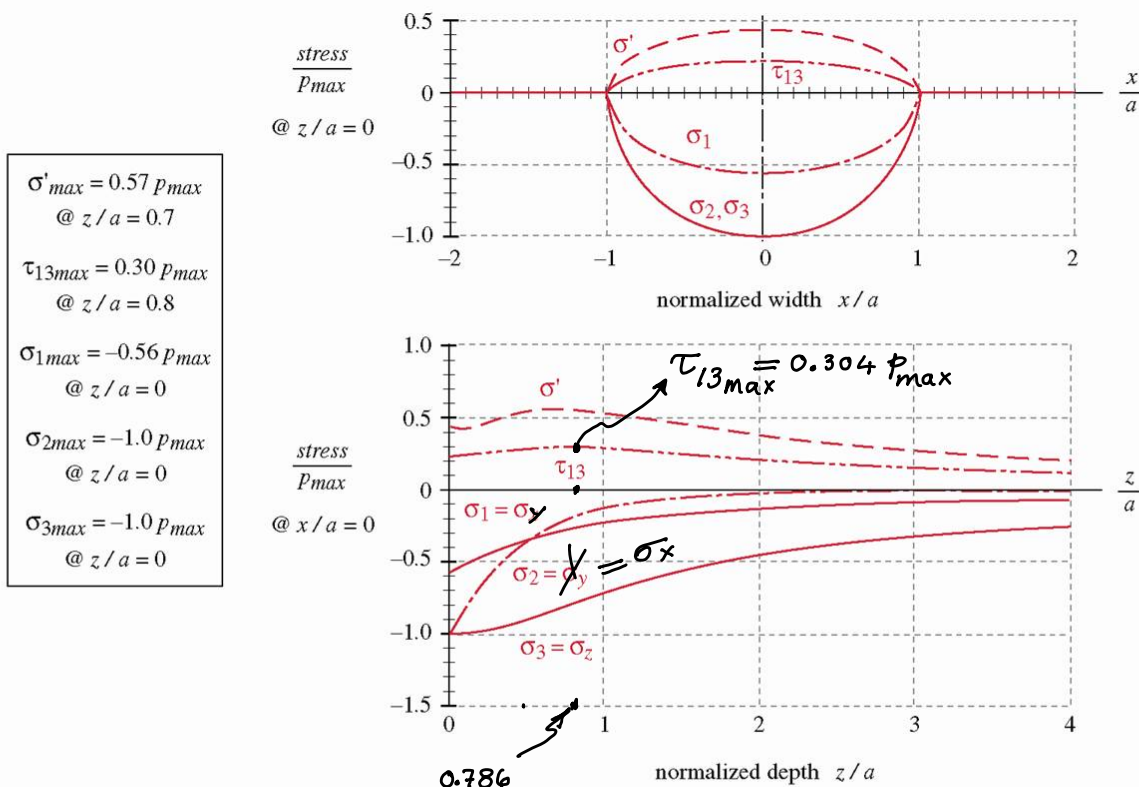 σ'max = 0.57 pmax
@ z/a = 0.7
τ13max = 0.30 pmax
@ z/a = 0.8
σ1max = –0.56 pmax
@ z/a = 0
σ2max = –1.0 pmax
@ z/a = 0
σ3max = –1.0 pmax
@ z/a = 0
stress
pmax
@ z/a = 0
0.5
0
–0.5
–1.0
σ'
τ13
σ1
σ2,σ3
x
a
–2
–1
0
1
2
normalized width x/a
stress
pmax
@ x/a = 0
1.0
0.5
0
–0.5
–1.0
–1.5
τ13max = 0.304 pmax
σ'
τ13
σ1 = σy
σ2 = σy = σx
σ3 = σz
z
a
0
1
2
3
4
0.786
normalized depth z/a